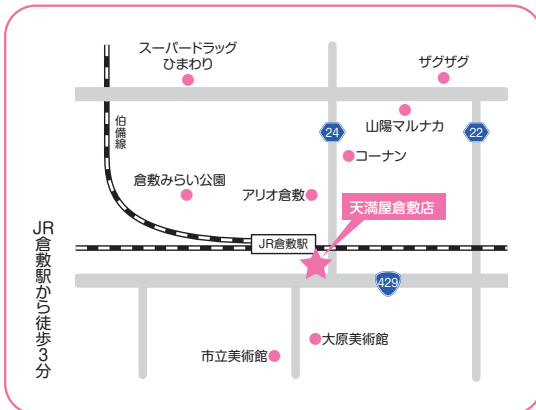 スーパードラッグ
ひまわり
ザグザグ
伯備線
24
山陽マルナカ
22
コーナン
倉敷みらい公園
アリオ倉敷
天満屋倉敷店
JR倉敷駅
JR倉敷駅から徒歩3分
429
大原美術館
市立美術館